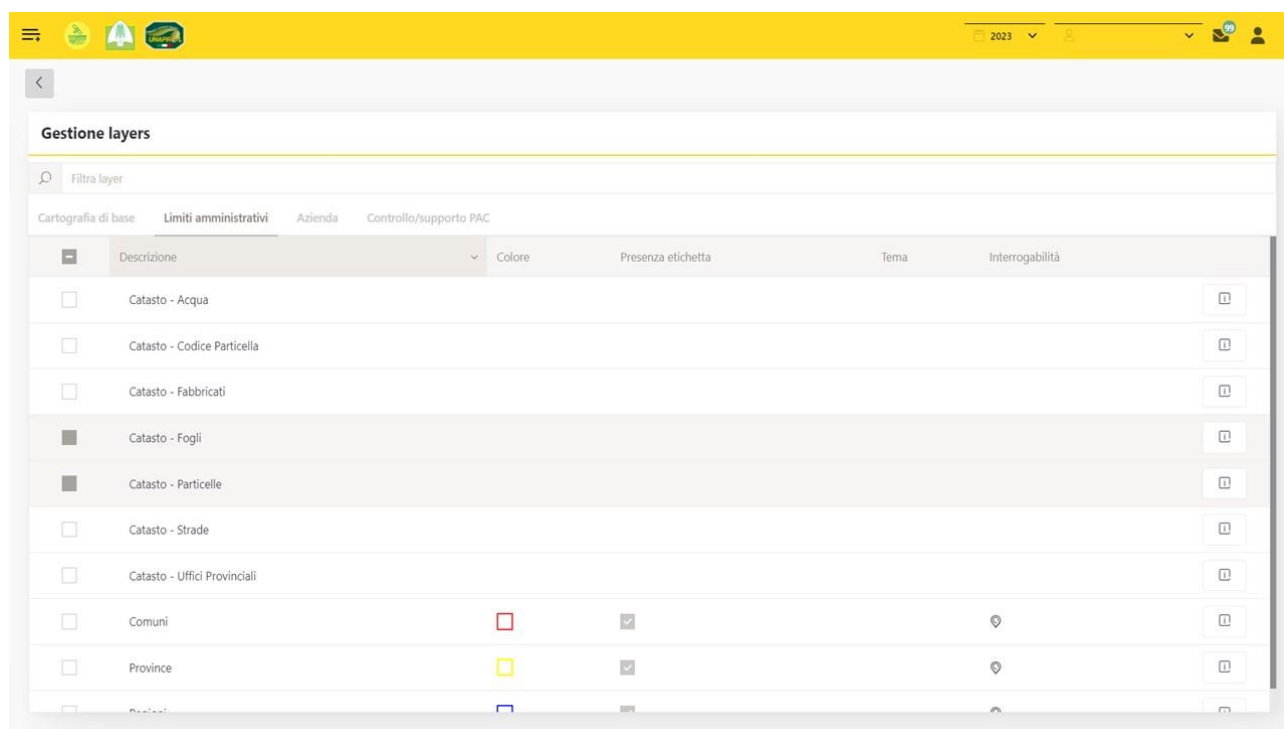 99
2023
Gestione layers
Filtra layer
Cartografia di base Limiti amministrativi Azienda Controllo/supporto PAC
Descrizione Colore Presenza etichetta Tema Interrogabilità
Catasto - Acqua
Catasto - Codice Particella
Catasto - Fabbricati
Catasto - Fogli
Catasto - Particelle
Catasto - Strade
Catasto - Uffici Provinciali
Comuni
Province
Regioni